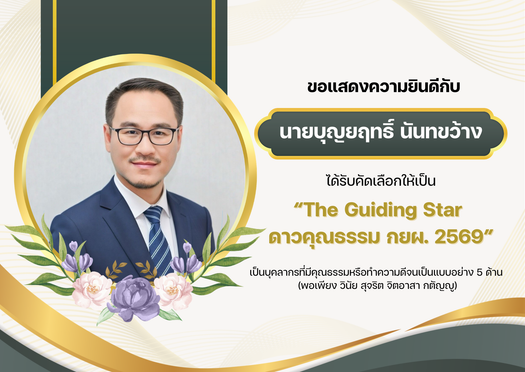 ขอแสดงความยินดีกับ
นายบุญยฤทธิ์ นันทขว้าง
ได้รับคัดเลือกให้เป็น
“The Guiding Star
ดาวคุณธรรม กยผ. 2569”
เป็นบุคลากรที่มีคุณธรรมหรือทำความดีจนเป็นแบบอย่าง 5 ด้าน
(พอเพียง วินัย สุจริต จิตอาสา กตัญญู)